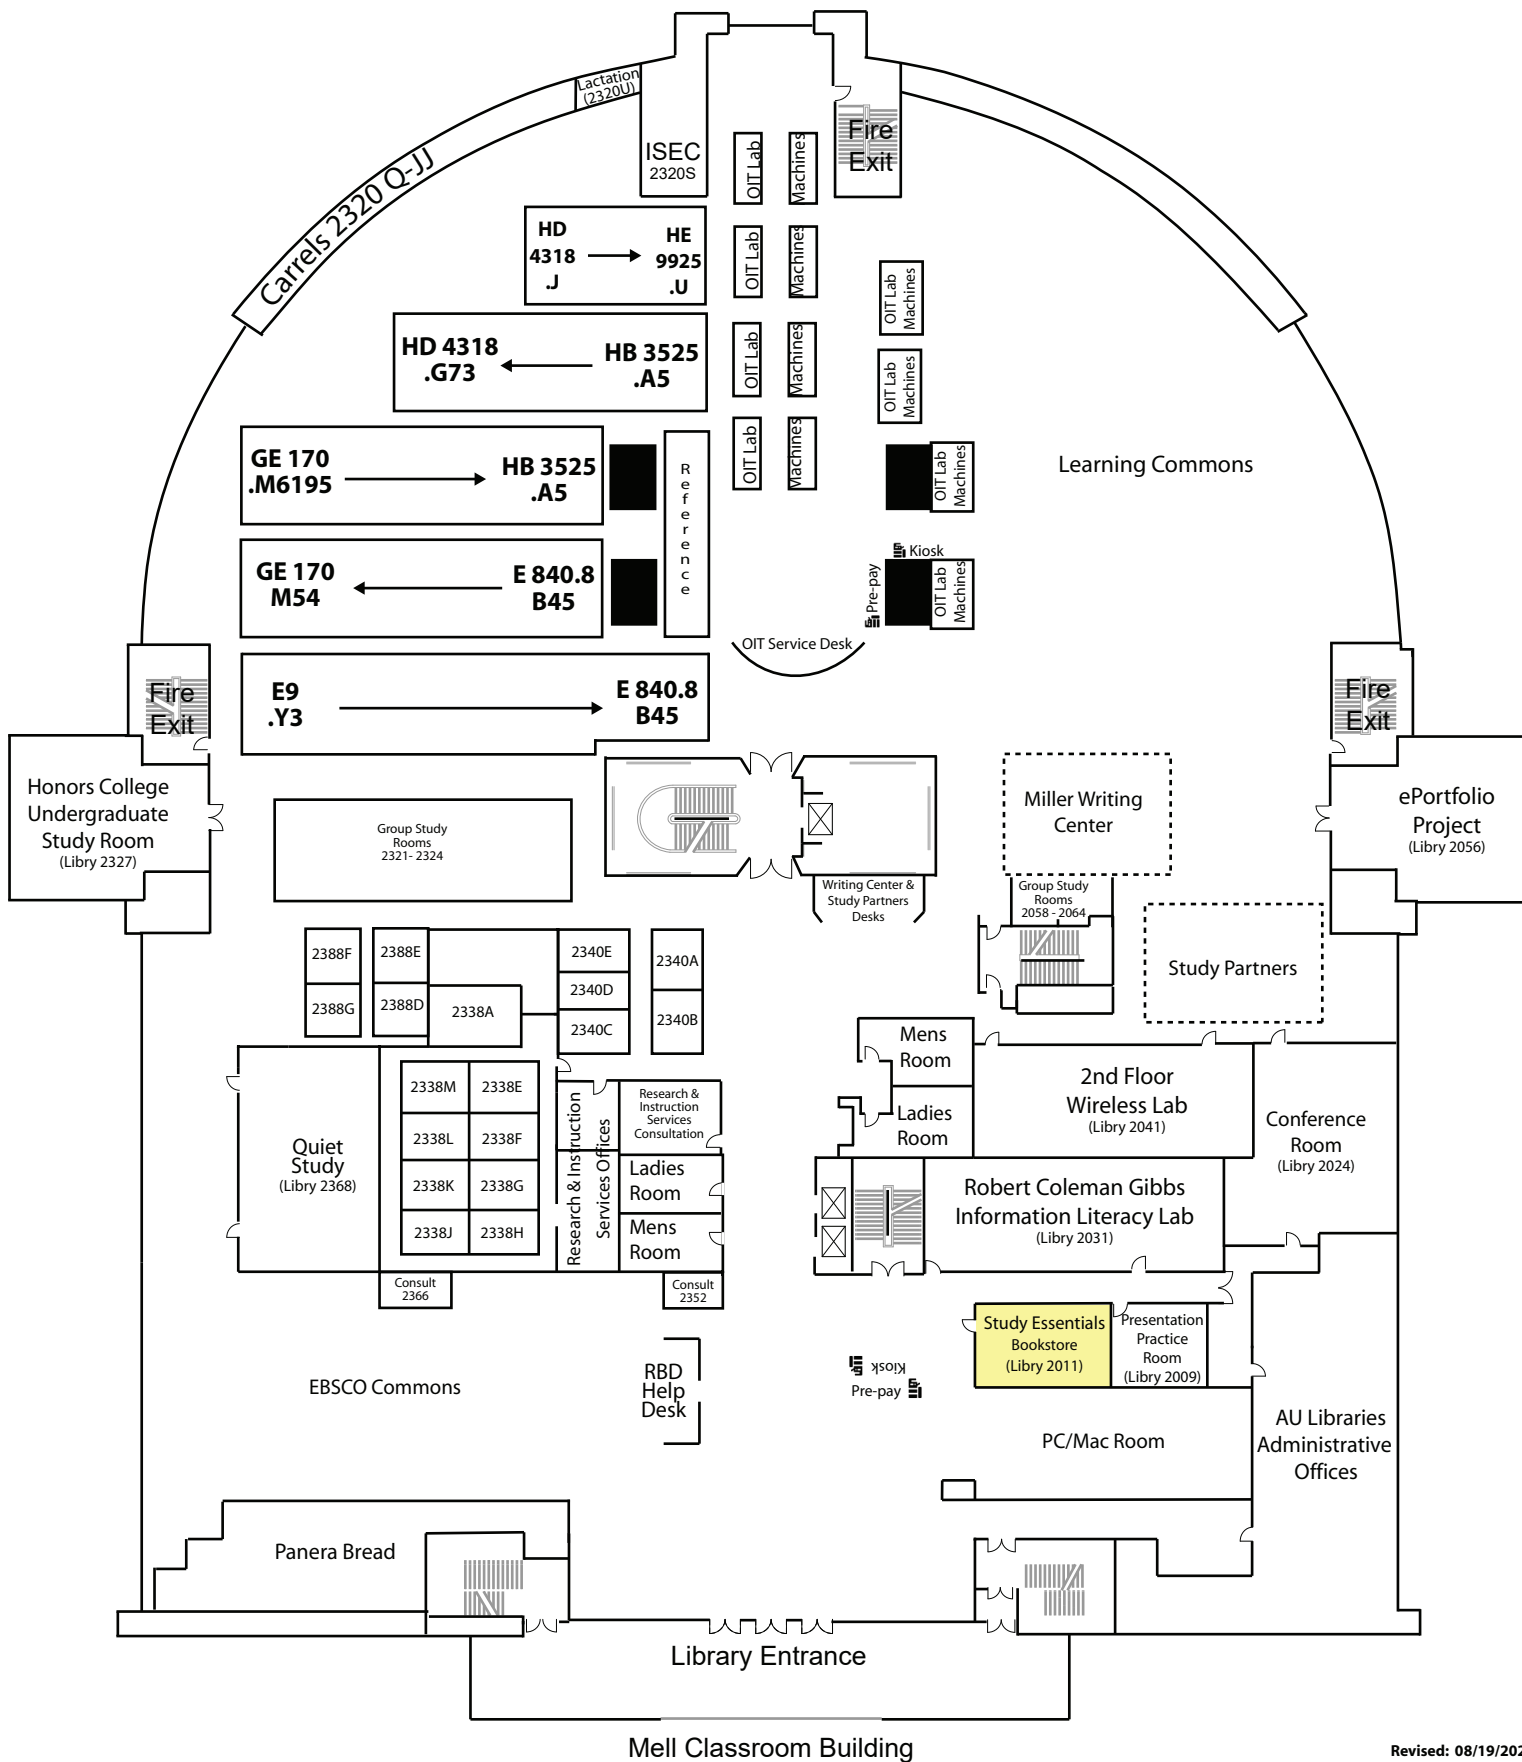 Lactation
(2320U)
Carrels 2320 Q-JJ
ISEC
2320S
Fire
Exit
OIT Lab
Machines
OIT Lab
Machines
OIT Lab
Machines
OIT Lab
Machines
OIT Lab
Machines
OIT Lab
Machines
OIT Lab
Machines
OIT Lab
Machines
HD
4318
.J
HE
9925
.U
HD 4318
.G73
HB 3525
.A5
GE 170
.M6195
HB 3525
.A5
GE 170
M54
E 840.8
B45
E9
.Y3
E 840.8
B45
Reference
Learning Commons
Kiosk
Pre-pay
OIT Service Desk
Fire
Exit
Fire
Exit
Honors College
Undergraduate
Study Room
(Libry 2327)
Group Study
Rooms
2321- 2324
Writing Center &
Study Partners
Desks
Miller Writing
Center
Group Study
Rooms
2058 - 2064
ePortfolio
Project
(Libry 2056)
Study Partners
2388F
2388G
2388E
2388D
2338A
2340E
2340D
2340C
2340A
2340B
Quiet
Study
(Libry 2368)
2338M
2338E
2338L
2338F
2338K
2338G
2338J
2338H
Research & Instruction
Services Offices
Research &
Instruction
Services
Consultation
Ladies
Room
Mens
Room
Consult
2366
Consult
2352
Mens
Room
Ladies
Room
2nd Floor
Wireless Lab
(Libry 2041)
Conference
Room
(Libry 2024)
Robert Coleman Gibbs
Information Literacy Lab
(Libry 2031)
Study Essentials
Bookstore
(Libry 2011)
Presentation
Practice
Room
(Libry 2009)
EBSCO Commons
RBD
Help
Desk
Kiosk
Pre-pay
PC/Mac Room
AU Libraries
Administrative
Offices
Panera Bread
Library Entrance
Mell Classroom Building
Revised: 08/19/202